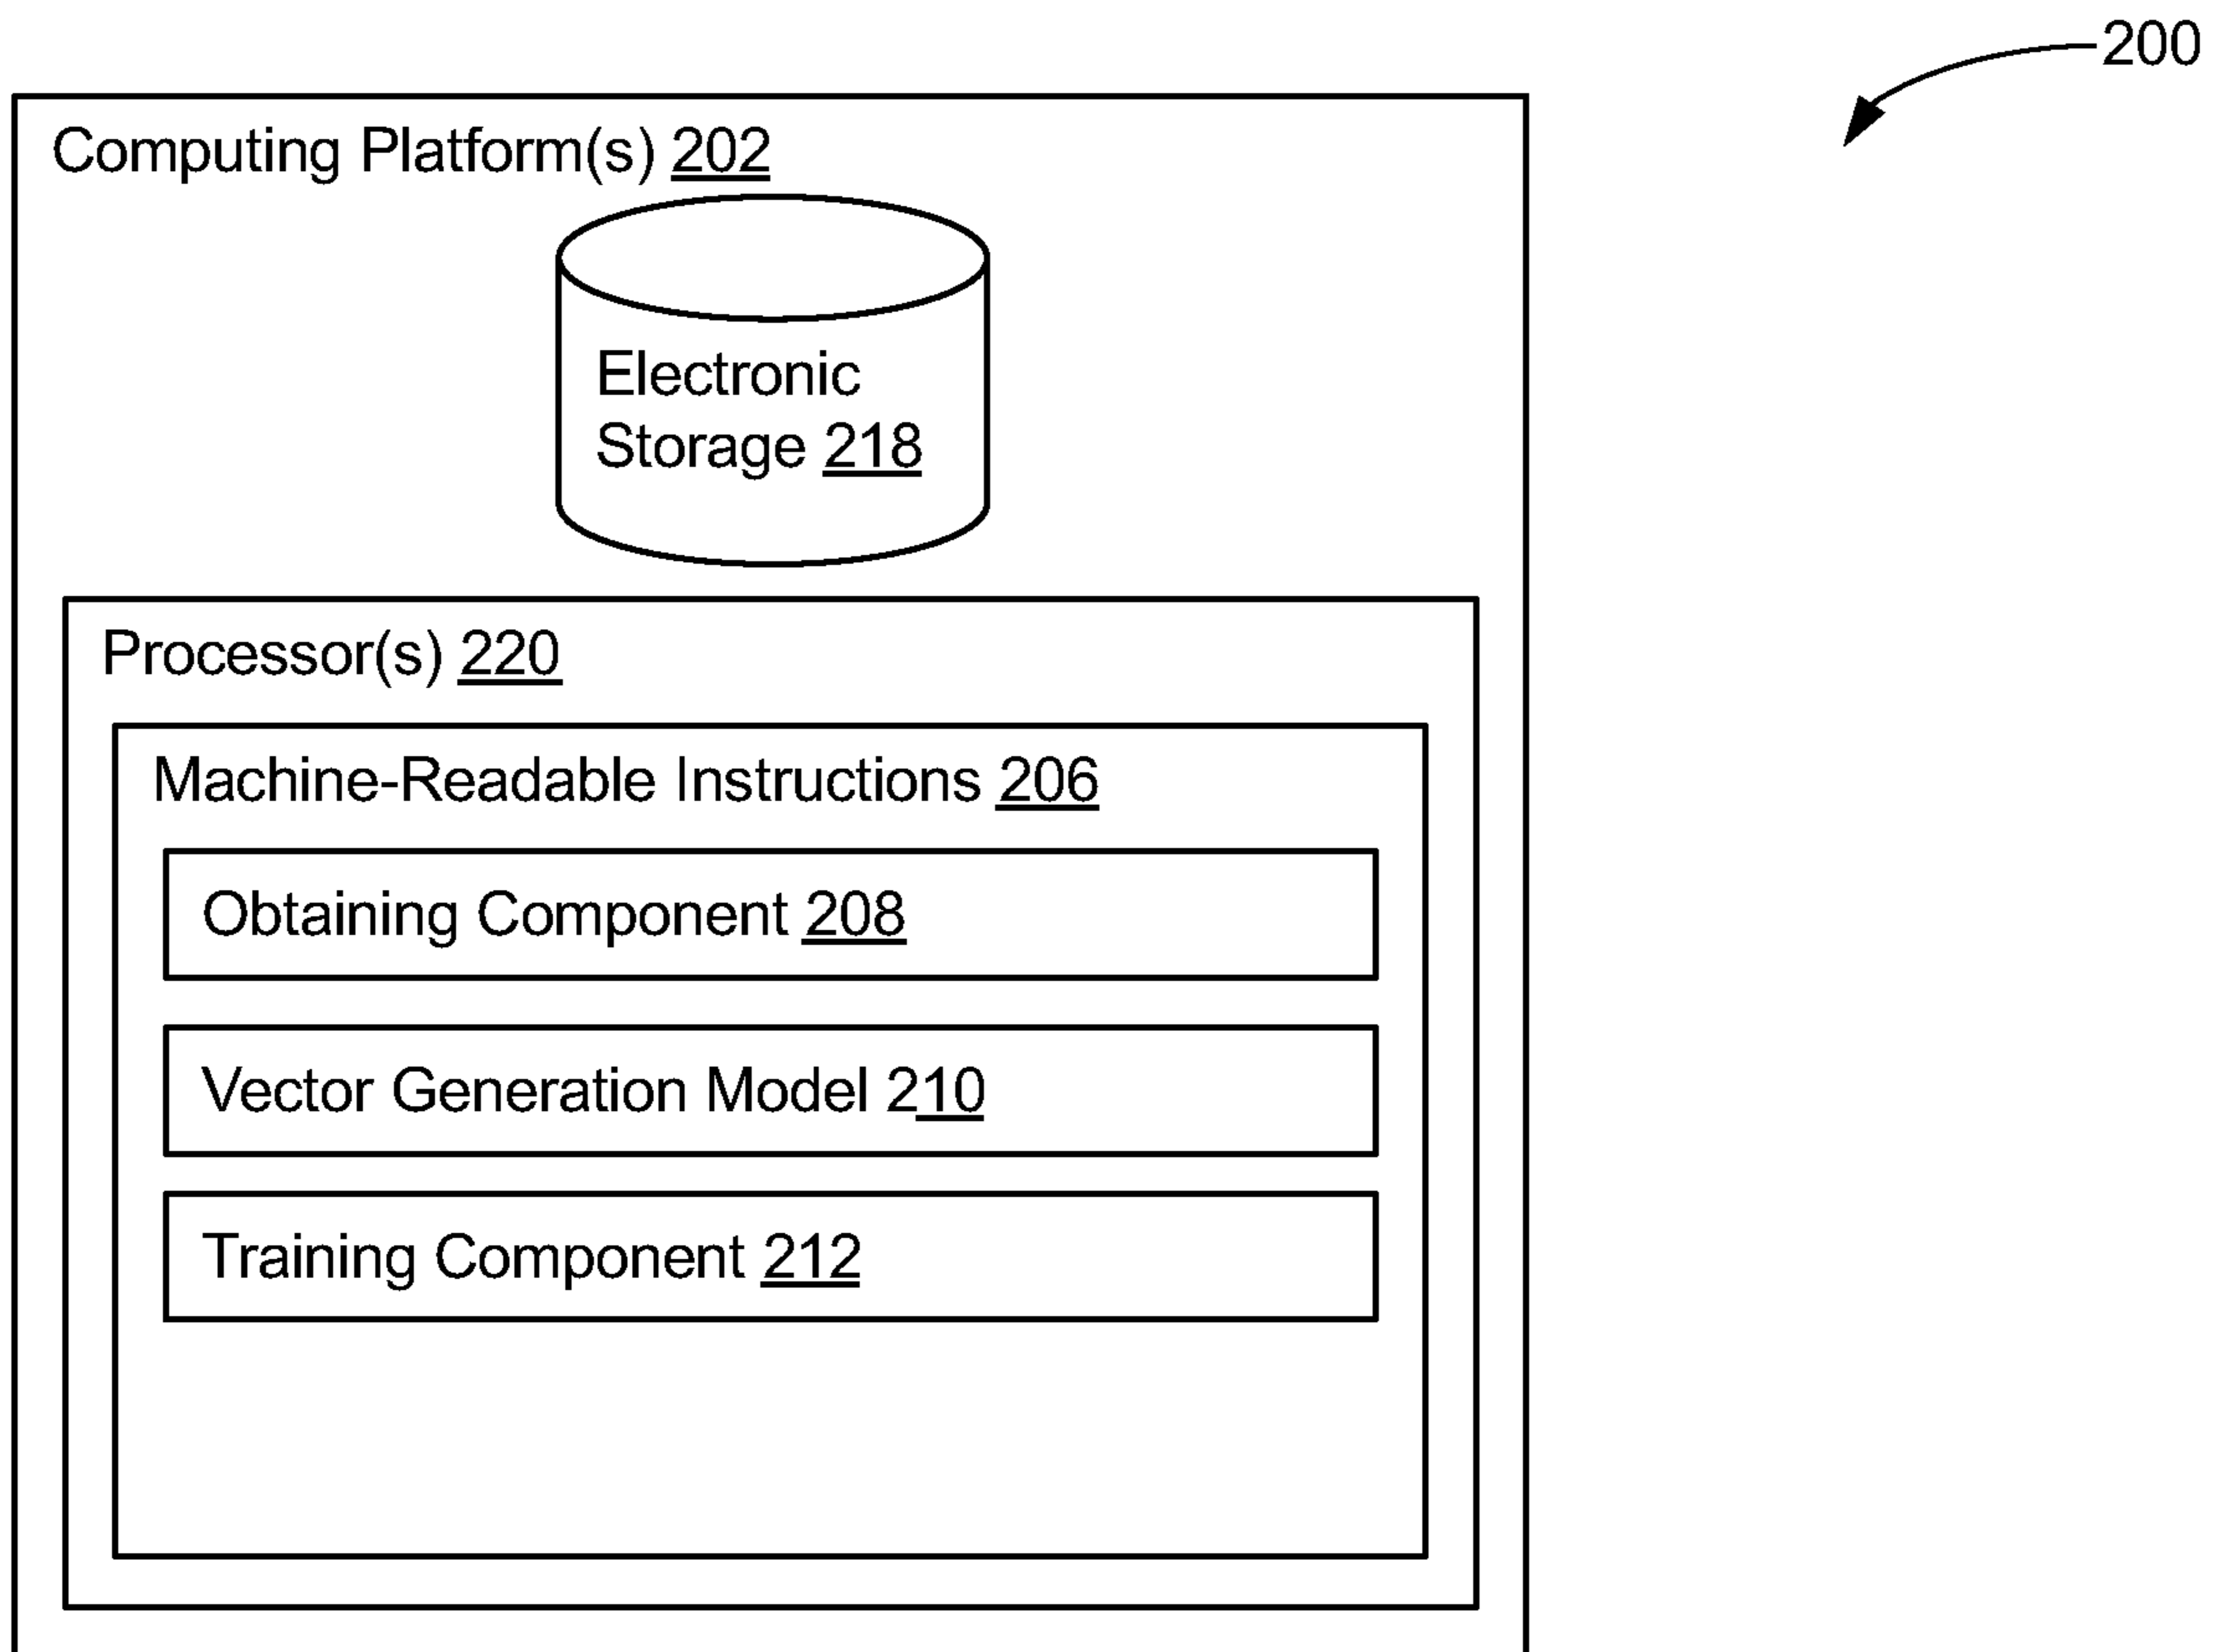 200
Computing Platform(s) 202
Electronic
Storage 218
Processor(s) 220
Machine-Readable Instructions 206
Obtaining Component 208
Vector Generation Model 210
Training Component 212